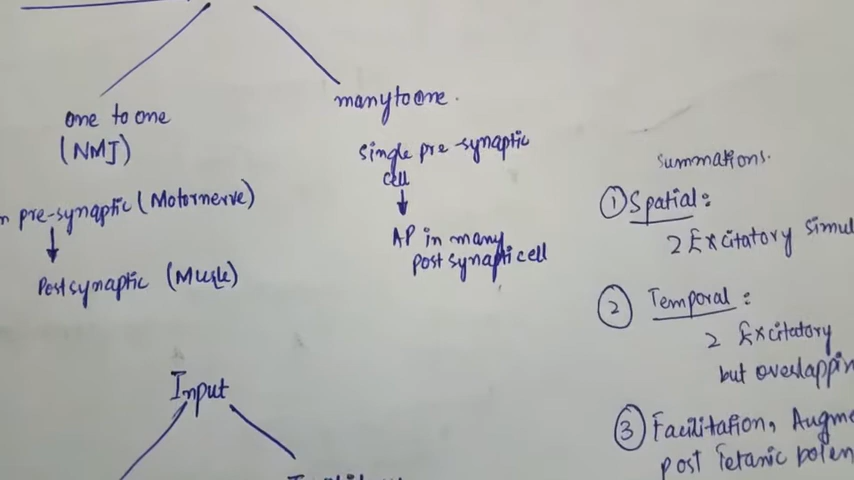 one to one
(NMJ)
pre-synaptic (Motornerve)
Postsynaptic (Muscle)
many to one.
single pre-synaptic
cell
AP in many
post synaptic cell
Input
summations.
① Spatial:
2 Excitatory simul
② Temporal:
2 Excitatory
but overlappin
③ Facilitation, Augme
post Tetanic poten